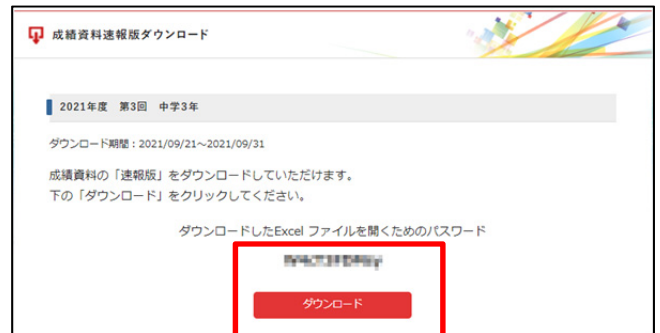 成績資料速報版ダウンロード
2021年度 第3回 中学3年
ダウンロード期間：2021/09/21～2021/09/31
成績資料の「速報版」をダウンロードしていただけます。
下の「ダウンロード」をクリックしてください。
ダウンロードしたExcel ファイルを開くためのパスワード
ダウンロード